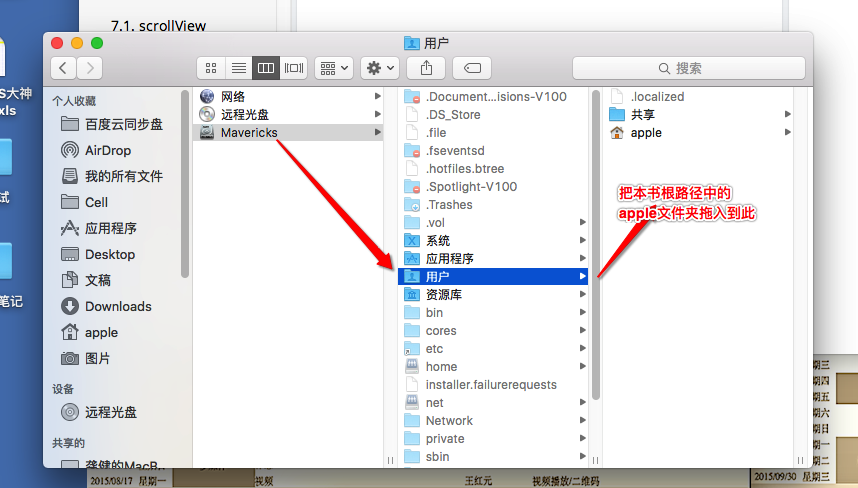 7.1. scrollView
用户
搜索
S大神
xls
试
笔记
个人收藏
百度云同步盘
AirDrop
我的所有文件
Cell
应用程序
Desktop
文稿
Downloads
apple
图片
设备
远程光盘
共享的
龚健的MacB..
网络
远程光盘
Mavericks
.Document...isions-V100
.DS_Store
.file
.fseventsd
.hotfiles.btree
.Spotlight-V100
.Trashes
.vol
系统
应用程序
用户
资源库
bin
cores
etc
home
installer.failurerequests
net
Network
private
sbin
.localized
共享
apple
把本书根路径中的
apple文件夹拖入到此
期三
期四
期五
期六
期日
期一
期二
2015/08/17 星期一
视频
王红元
视频播放/二维码
2015/09/30 星期三